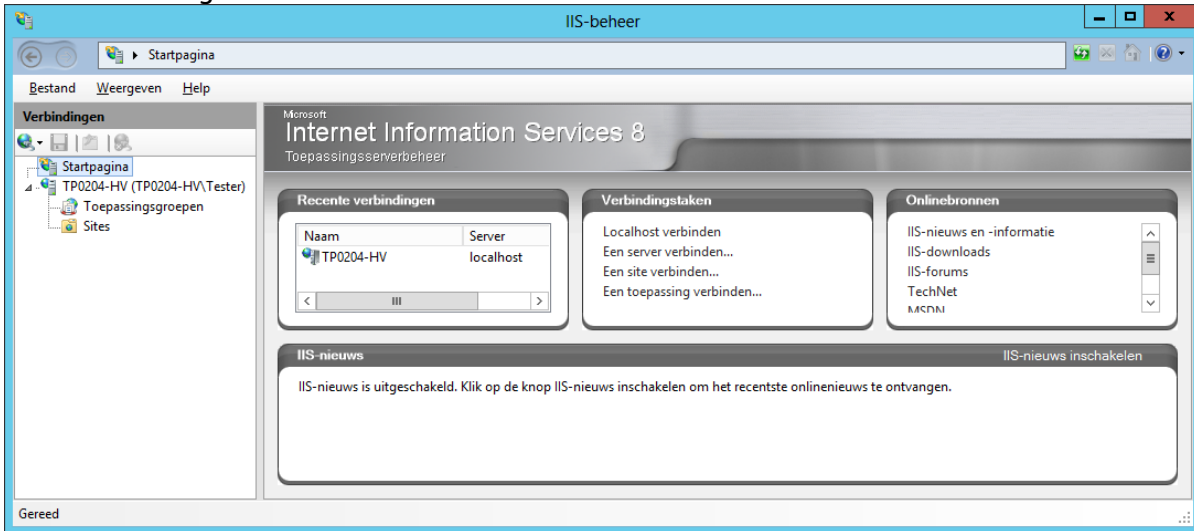 IIS-beheer
Startpagina
Bestand Weergeven Help
Verbindingen
Startpagina
TP0204-HV (TP0204-HV\Tester)
Toepassingsgroepen
Sites
Microsoft
Internet Information Services 8
Toepassingsserverbeheer
Recente verbindingen
Naam Server
TP0204-HV localhost
Verbindingstaken
Localhost verbinden
Een server verbinden...
Een site verbinden...
Een toepassing verbinden...
Onlinebronnen
IIS-nieuws en -informatie
IIS-downloads
IIS-forums
TechNet
MSDN
IIS-nieuws IIS-nieuws inschakelen
IIS-nieuws is uitgeschakeld. Klik op de knop IIS-nieuws inschakelen om het recentste onlinenieuws te ontvangen.
Gereed